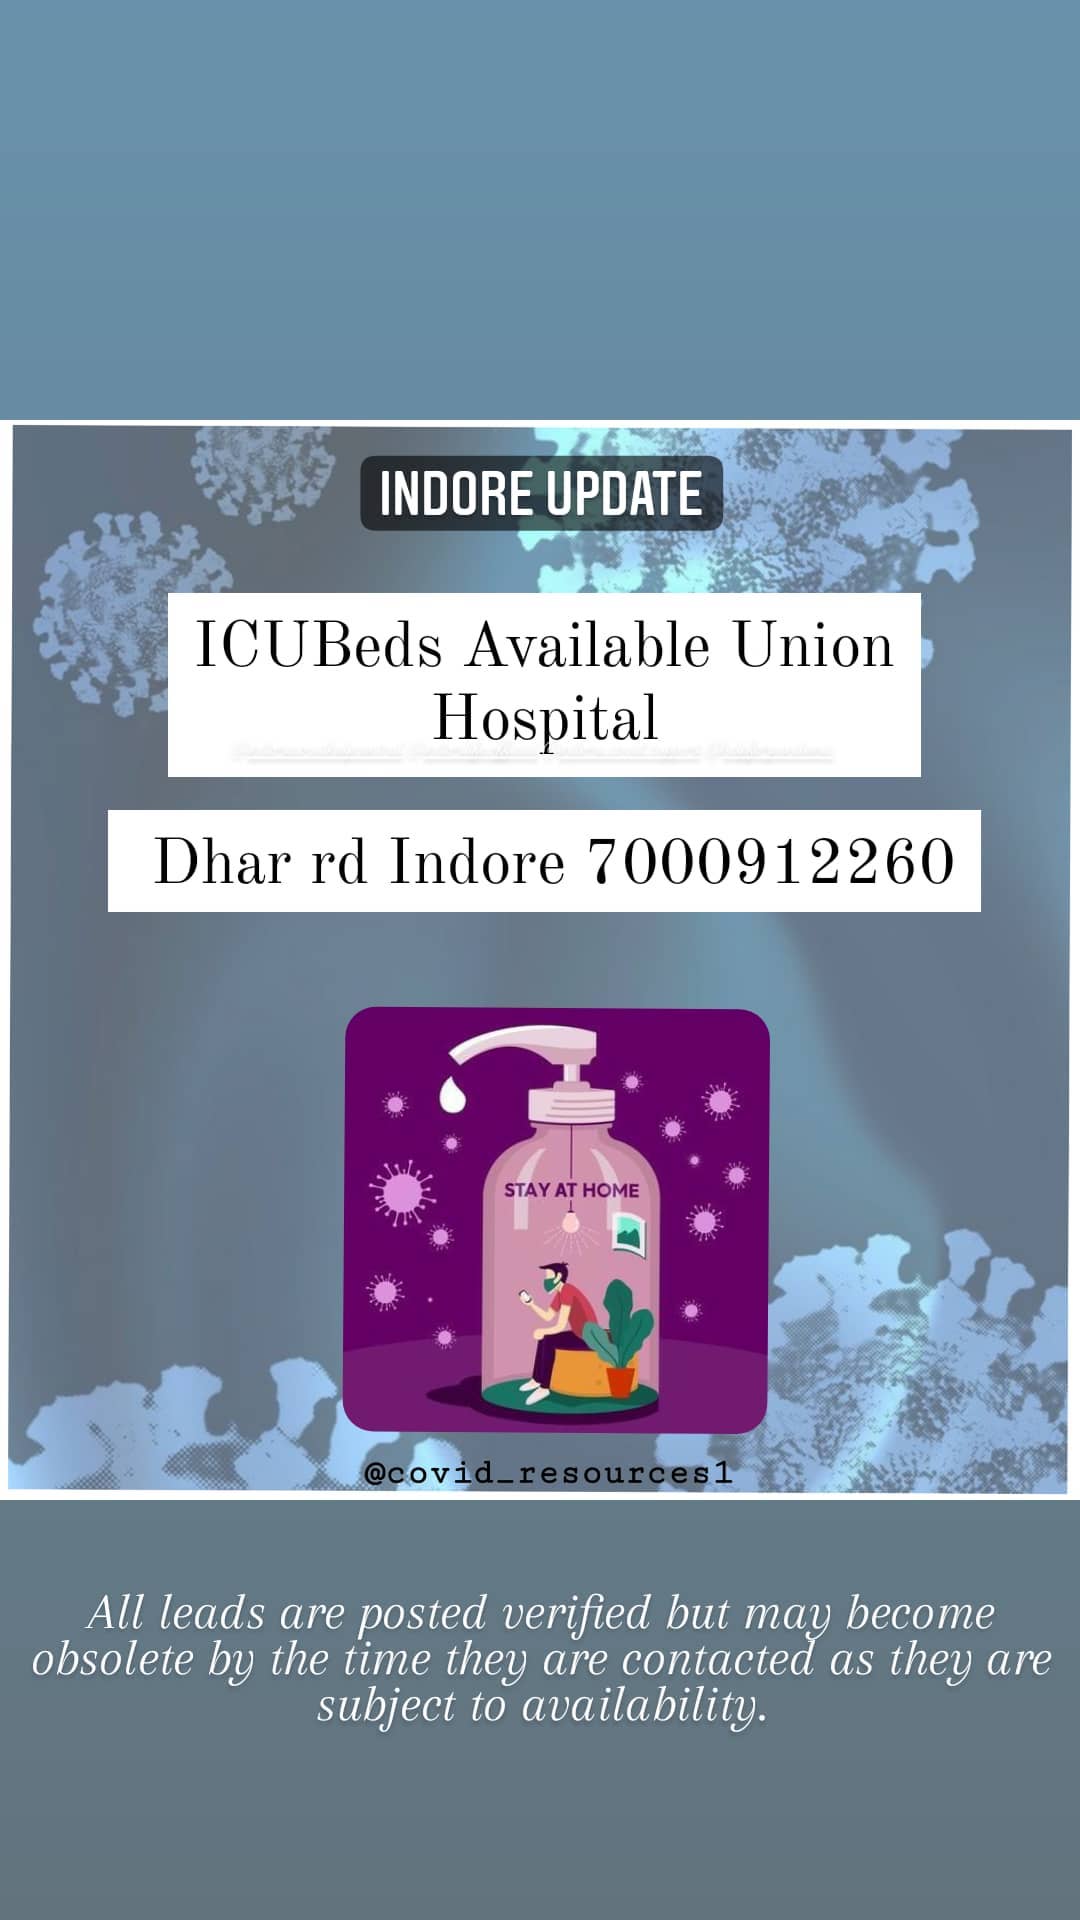 INDORE UPDATE
ICUBeds Available Union
Hospital
Dhar rd Indore 7000912260
STAY AT HOME
@covid_resources1
All leads are posted verified but may become
obsolete by the time they are contacted as they are
subject to availability.